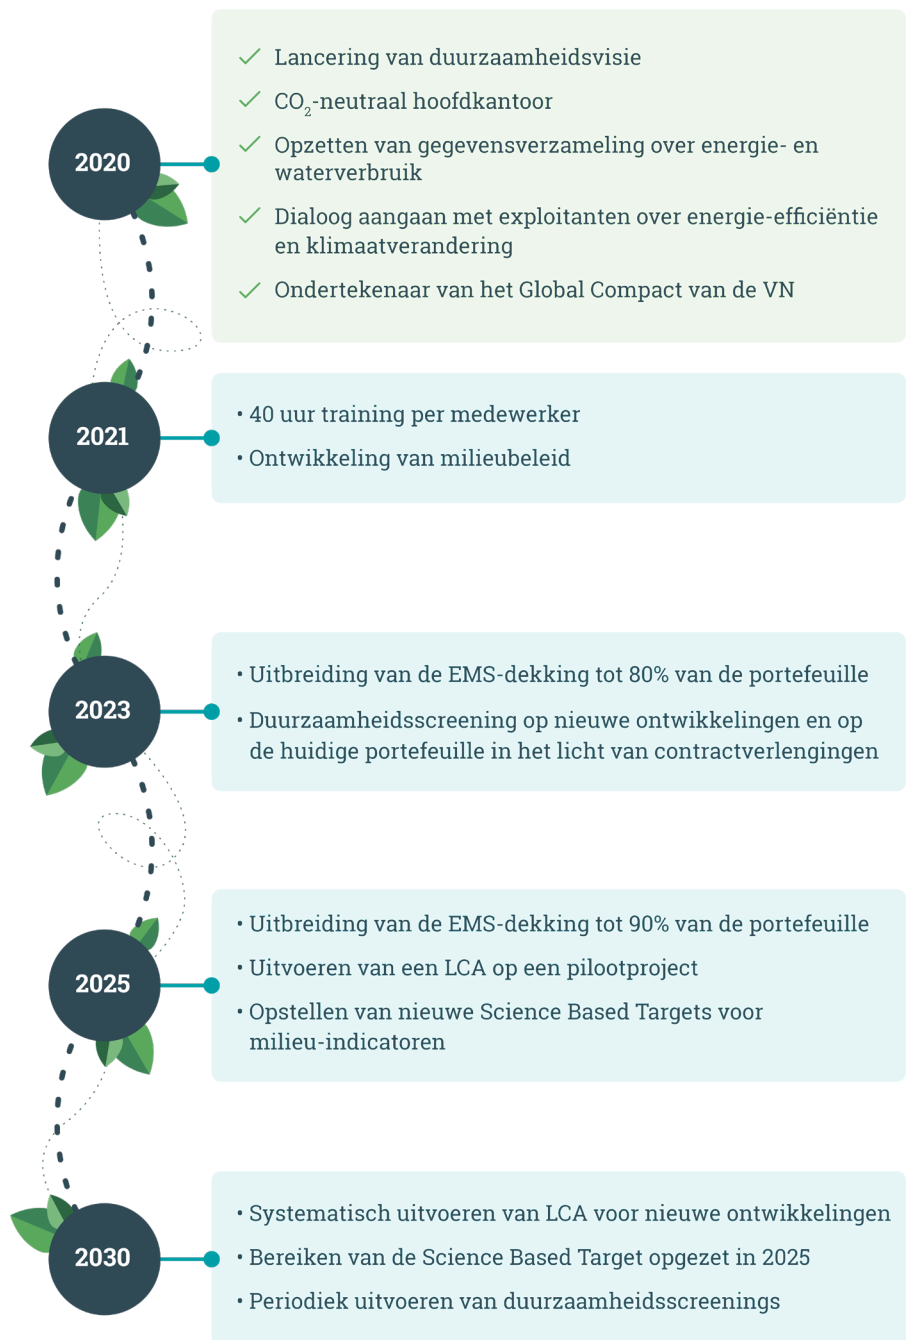 2020
Lancering van duurzaamheidsvisie
CO₂-neutraal hoofdkantoor
Opzetten van gegevensverzameling over energie- en
waterverbruik
Dialoog aangaan met exploitanten over energie-efficiëntie
en klimaatverandering
Ondertekenaar van het Global Compact van de VN
2021
• 40 uur training per medewerker
• Ontwikkeling van milieubeleid
2023
• Uitbreiding van de EMS-dekking tot 80% van de portefeuille
• Duurzaamheidsscreening op nieuwe ontwikkelingen en op
de huidige portefeuille in het licht van contractverlengingen
2025
• Uitbreiding van de EMS-dekking tot 90% van de portefeuille
• Uitvoeren van een LCA op een pilootproject
• Opstellen van nieuwe Science Based Targets voor
milieu-indicatoren
2030
• Systematisch uitvoeren van LCA voor nieuwe ontwikkelingen
• Bereiken van de Science Based Target opgezet in 2025
• Periodiek uitvoeren van duurzaamheidsscreenings